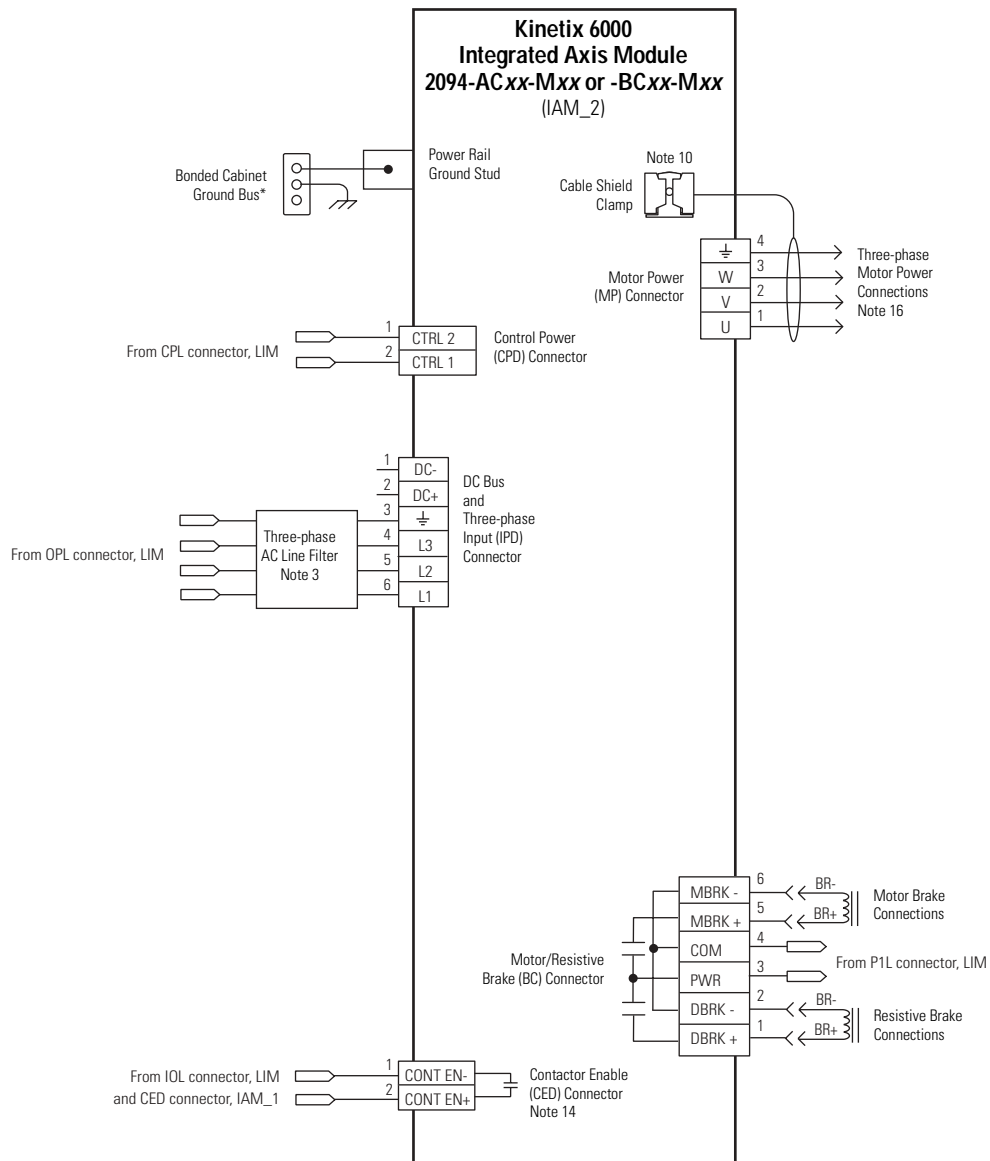 Kinetix 6000
Integrated Axis Module
2094-ACxx-Mxx or -BCxx-Mxx
(IAM_2)
Bonded Cabinet
Ground Bus*
Power Rail
Ground Stud
Note 10
Cable Shield
Clamp
Motor Power
(MP) Connector
4
W 3
V 2
U 1
Three-phase
Motor Power
Connections
Note 16
From CPL connector, LIM
1 CTRL 2
2 CTRL 1
Control Power
(CPD) Connector
1 DC-
2 DC+
3
4 L3
5 L2
6 L1
DC Bus
and
Three-phase
Input (IPD)
Connector
From OPL connector, LIM
Three-phase
AC Line Filter
Note 3
Motor/Resistive
Brake (BC) Connector
MBRK - 6 BR-
MBRK + 5 BR+
COM 4
PWR 3
DBRK - 2 BR-
DBRK + 1 BR+
Motor Brake
Connections
From P1L connector, LIM
Resistive Brake
Connections
From IOL connector, LIM
and CED connector, IAM_1
1 CONT EN-
2 CONT EN+
Contactor Enable
(CED) Connector
Note 14